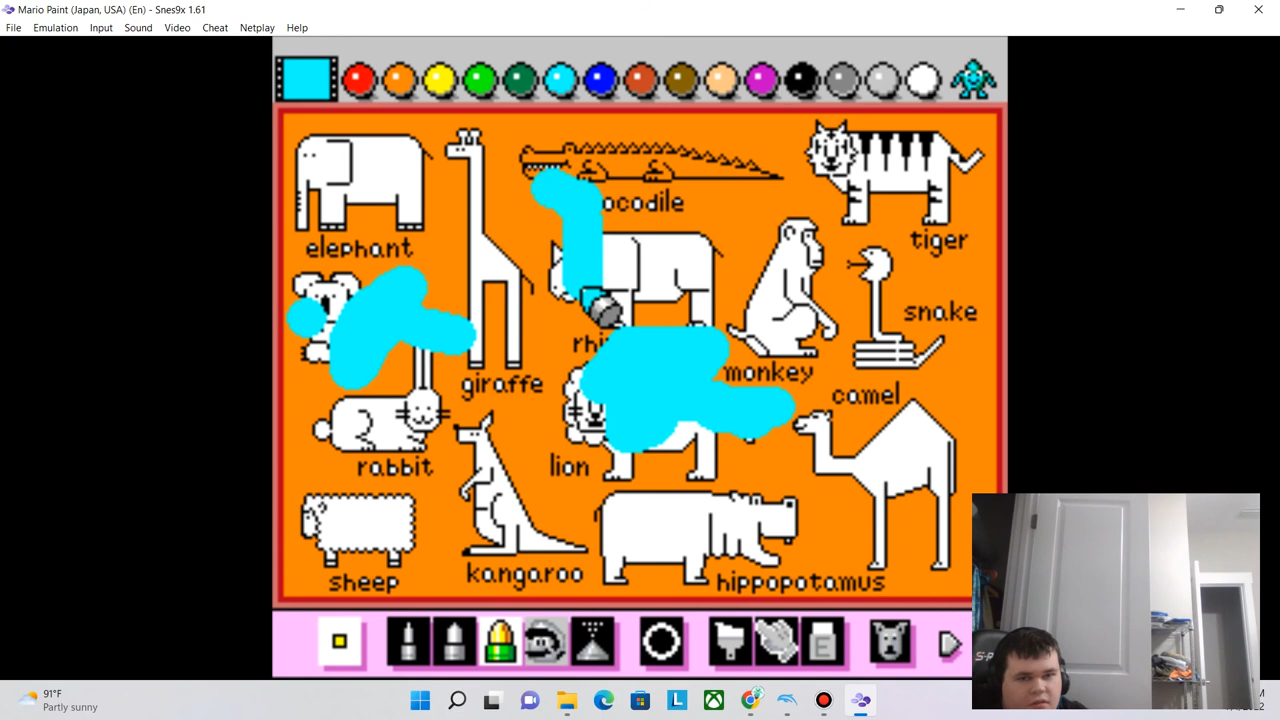 Mario Paint (Japan, USA) (En) - Snes9x 1.61
File Emulation Input Sound Video Cheat Netplay Help
ocodile
elephant
tiger
snake
monkey
giraffe
camel
rabbit
lion
sheep
kangaroo
hippopotamus
E
91°F
Partly sunny